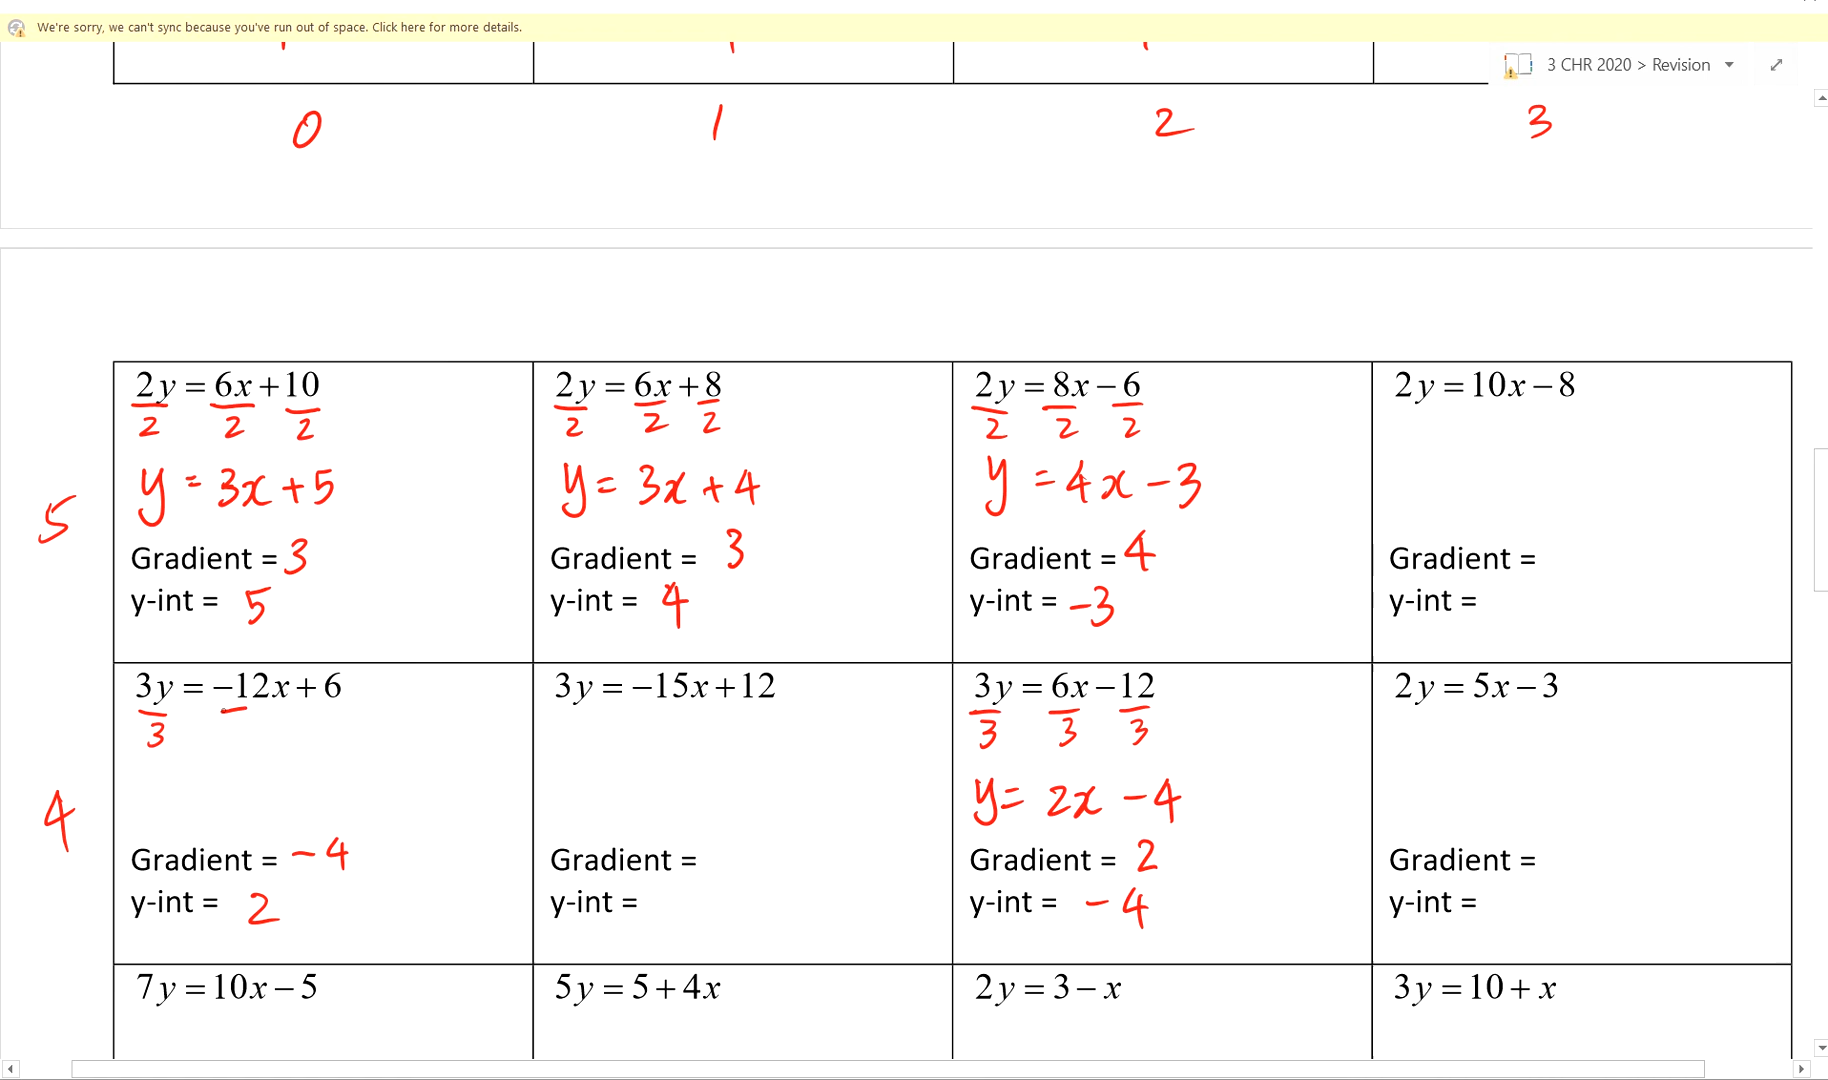 We're sorry, we can't sync because you've run out of space. Click here for more details.
3 CHR 2020 > Revision
0 1 2 3
2y = 6x + 10
2 2 2
y = 3x + 5
Gradient = 3
y-int = 5
2y = 6x + 8
2 2 2
y = 3x + 4
Gradient = 3
y-int = 4
2y = 8x − 6
2 2 2
y = 4x − 3
Gradient = 4
y-int = −3
2y = 10x − 8
Gradient =
y-int =
5
3y = −12x + 6
3
Gradient = −4
y-int = 2
3y = −15x + 12
Gradient =
y-int =
3y = 6x − 12
3 3 3
y = 2x − 4
Gradient = 2
y-int = −4
2y = 5x − 3
Gradient =
y-int =
4
7y = 10x − 5
5y = 5 + 4x
2y = 3 − x
3y = 10 + x